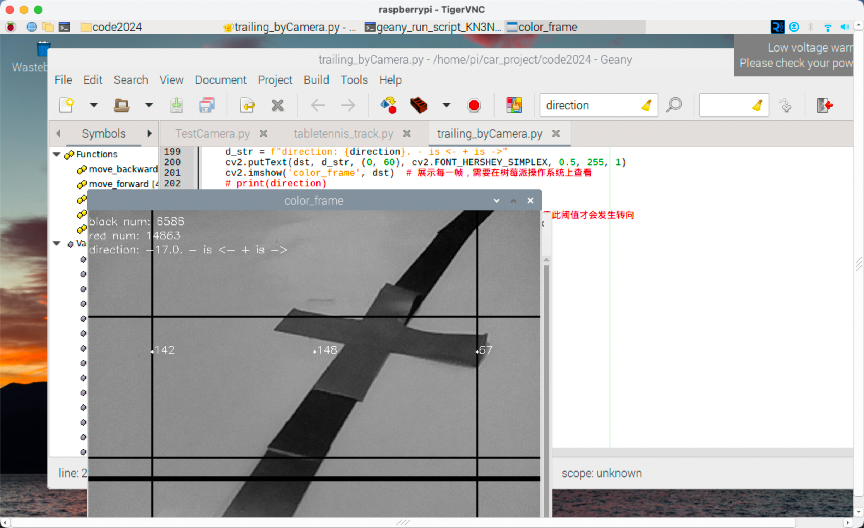 raspberrypi - TigerVNC
code2024
trailing_byCamera.py - ...
geany_run_script_KN3N...
color_frame
trailing_byCamera.py - /home/pi/car_project/code2024 - Geany
Low voltage warn
Please check your pow
File Edit Search View Document Project Build Tools Help
direction
Symbols
TestCamera.py
tabletennis_track.py
trailing_byCamera.py
Functions
move_backward
move_forward [4
199 d_str = f"direction: {direction}. - is <- + is ->"
200 cv2.putText(dst, d_str, (0, 60), cv2.FONT_HERSHEY_SIMPLEX, 0.5, 255, 1)
201 cv2.imshow('color_frame', dst) # 展示每一帧，需要在树莓派操作系统上查看
202 # print(direction)
此阈值才会发生转向
color_frame
black num: 8586
red num: 14863
direction: -17.0. - is <- + is ->
142
148
67
line: 2
scope: unknown